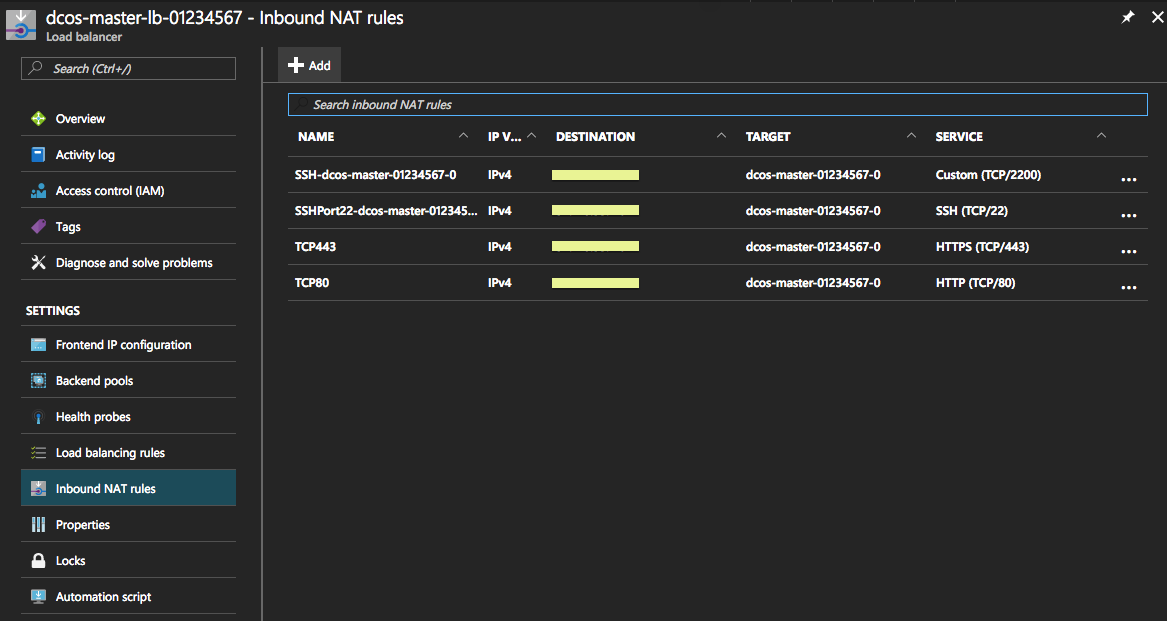 dcos-master-lb-01234567 - Inbound NAT rules
Load balancer
Search (Ctrl+/)
Overview
Activity log
Access control (IAM)
Tags
Diagnose and solve problems
SETTINGS
Frontend IP configuration
Backend pools
Health probes
Load balancing rules
Inbound NAT rules
Properties
Locks
Automation script
Add
Search inbound NAT rules
NAME IP V... DESTINATION TARGET SERVICE
SSH-dcos-master-01234567-0 IPv4 dcos-master-01234567-0 Custom (TCP/2200) ...
SSHPort22-dcos-master-012345... IPv4 dcos-master-01234567-0 SSH (TCP/22) ...
TCP443 IPv4 dcos-master-01234567-0 HTTPS (TCP/443) ...
TCP80 IPv4 dcos-master-01234567-0 HTTP (TCP/80) ...